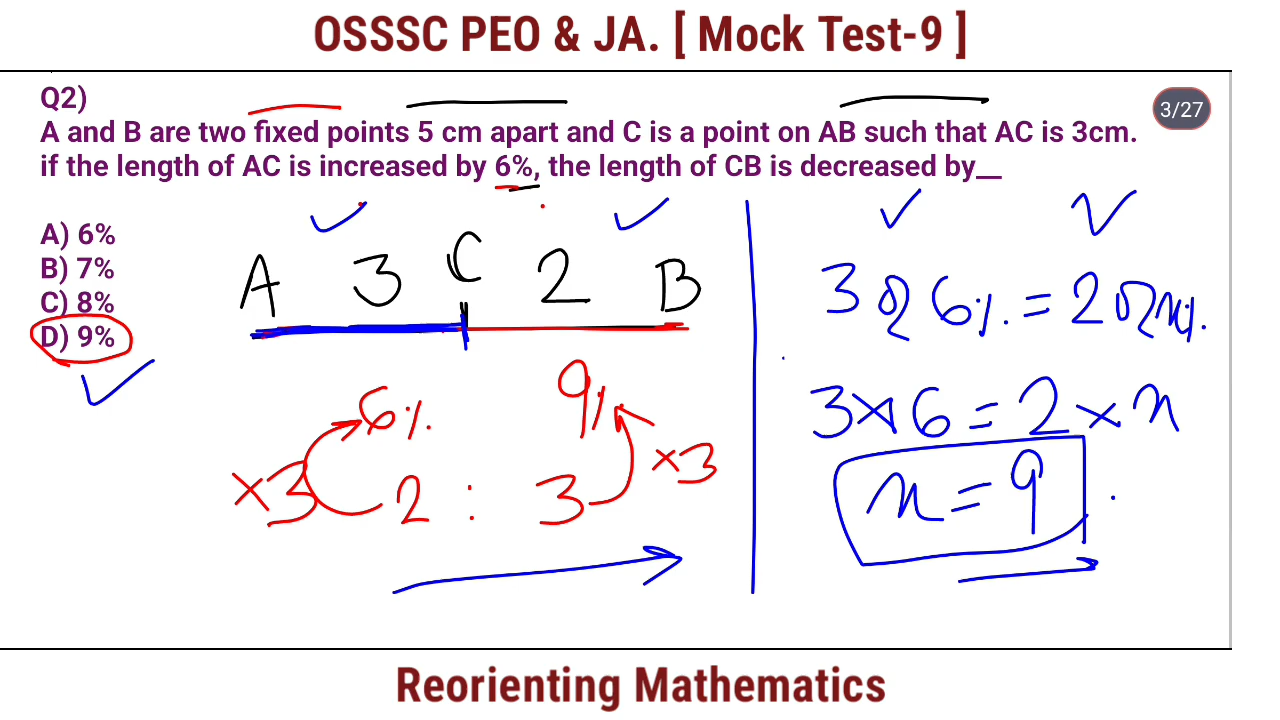 OSSSC PEO & JA. [ Mock Test-9 ]
Q2)
3/27
A and B are two fixed points 5 cm apart and C is a point on AB such that AC is 3cm.
if the length of AC is increased by 6%, the length of CB is decreased by__
A) 6%
B) 7%
C) 8%
D) 9%
A 3 C 2 B
6% 9%
×3 2 : 3 ×3
3 ର 6% = 2 ର x%.
3×6 = 2×x
x = 9
Reorienting Mathematics